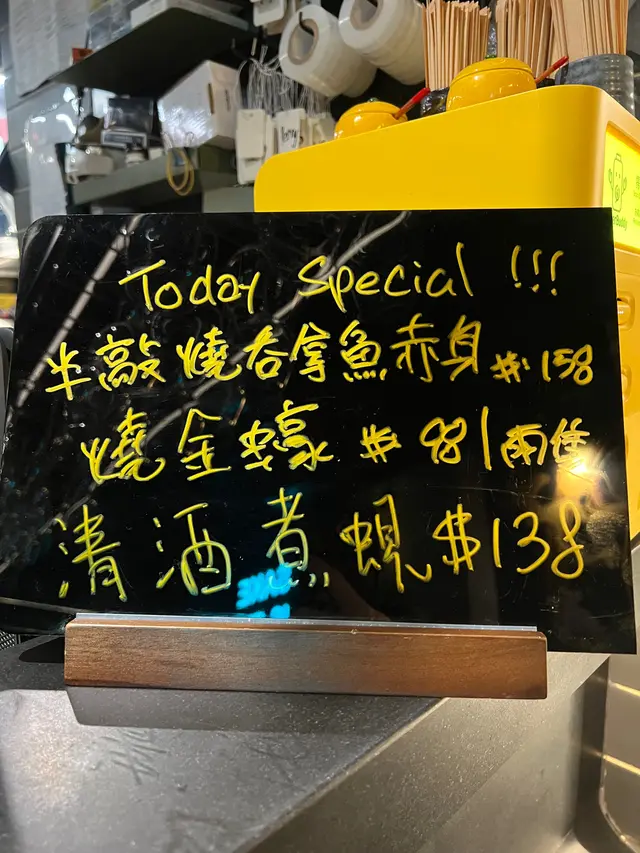 Today Special !!!
半敲燒吞拿魚赤身 $158
燒金蠔 $98/兩隻
清酒煮蜆 $138